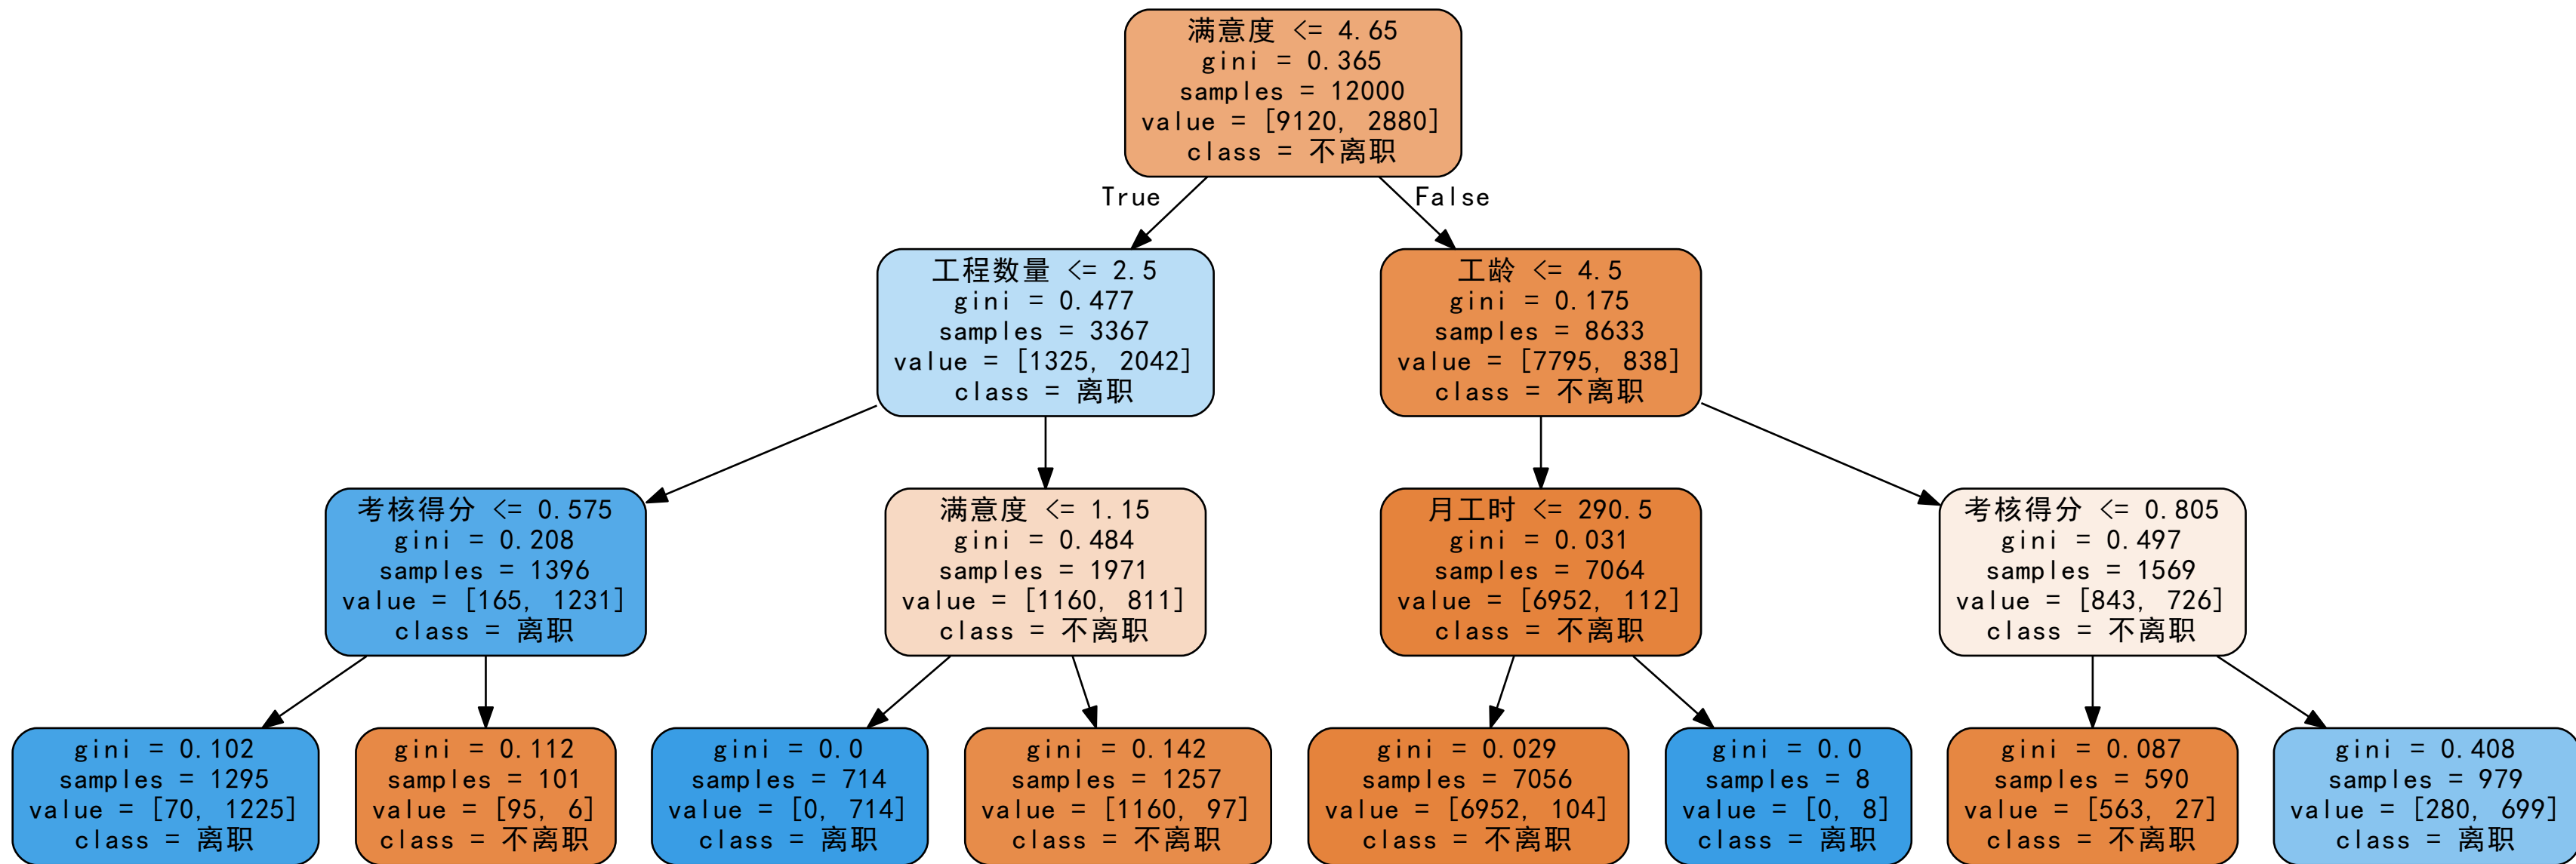 满意度 <= 4.65
gini = 0.365
samples = 12000
value = [9120, 2880]
class = 不离职
True
False
工程数量 <= 2.5
gini = 0.477
samples = 3367
value = [1325, 2042]
class = 离职
工龄 <= 4.5
gini = 0.175
samples = 8633
value = [7795, 838]
class = 不离职
考核得分 <= 0.575
gini = 0.208
samples = 1396
value = [165, 1231]
class = 离职
满意度 <= 1.15
gini = 0.484
samples = 1971
value = [1160, 811]
class = 不离职
月工时 <= 290.5
gini = 0.031
samples = 7064
value = [6952, 112]
class = 不离职
考核得分 <= 0.805
gini = 0.497
samples = 1569
value = [843, 726]
class = 不离职
gini = 0.102
samples = 1295
value = [70, 1225]
class = 离职
gini = 0.112
samples = 101
value = [95, 6]
class = 不离职
gini = 0.0
samples = 714
value = [0, 714]
class = 离职
gini = 0.142
samples = 1257
value = [1160, 97]
class = 不离职
gini = 0.029
samples = 7056
value = [6952, 104]
class = 不离职
gini = 0.0
samples = 8
value = [0, 8]
class = 离职
gini = 0.087
samples = 590
value = [563, 27]
class = 不离职
gini = 0.408
samples = 979
value = [280, 699]
class = 离职